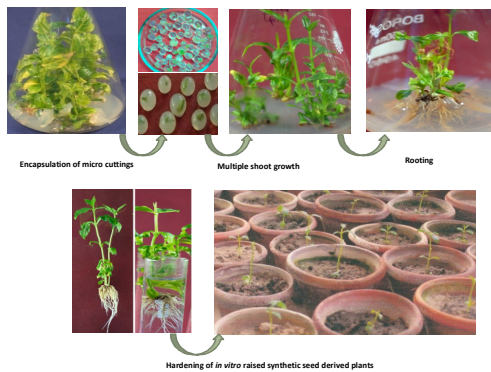 Encapsulation of micro cuttings
Multiple shoot growth
Rooting
Hardening of in vitro raised synthetic seed derived plants